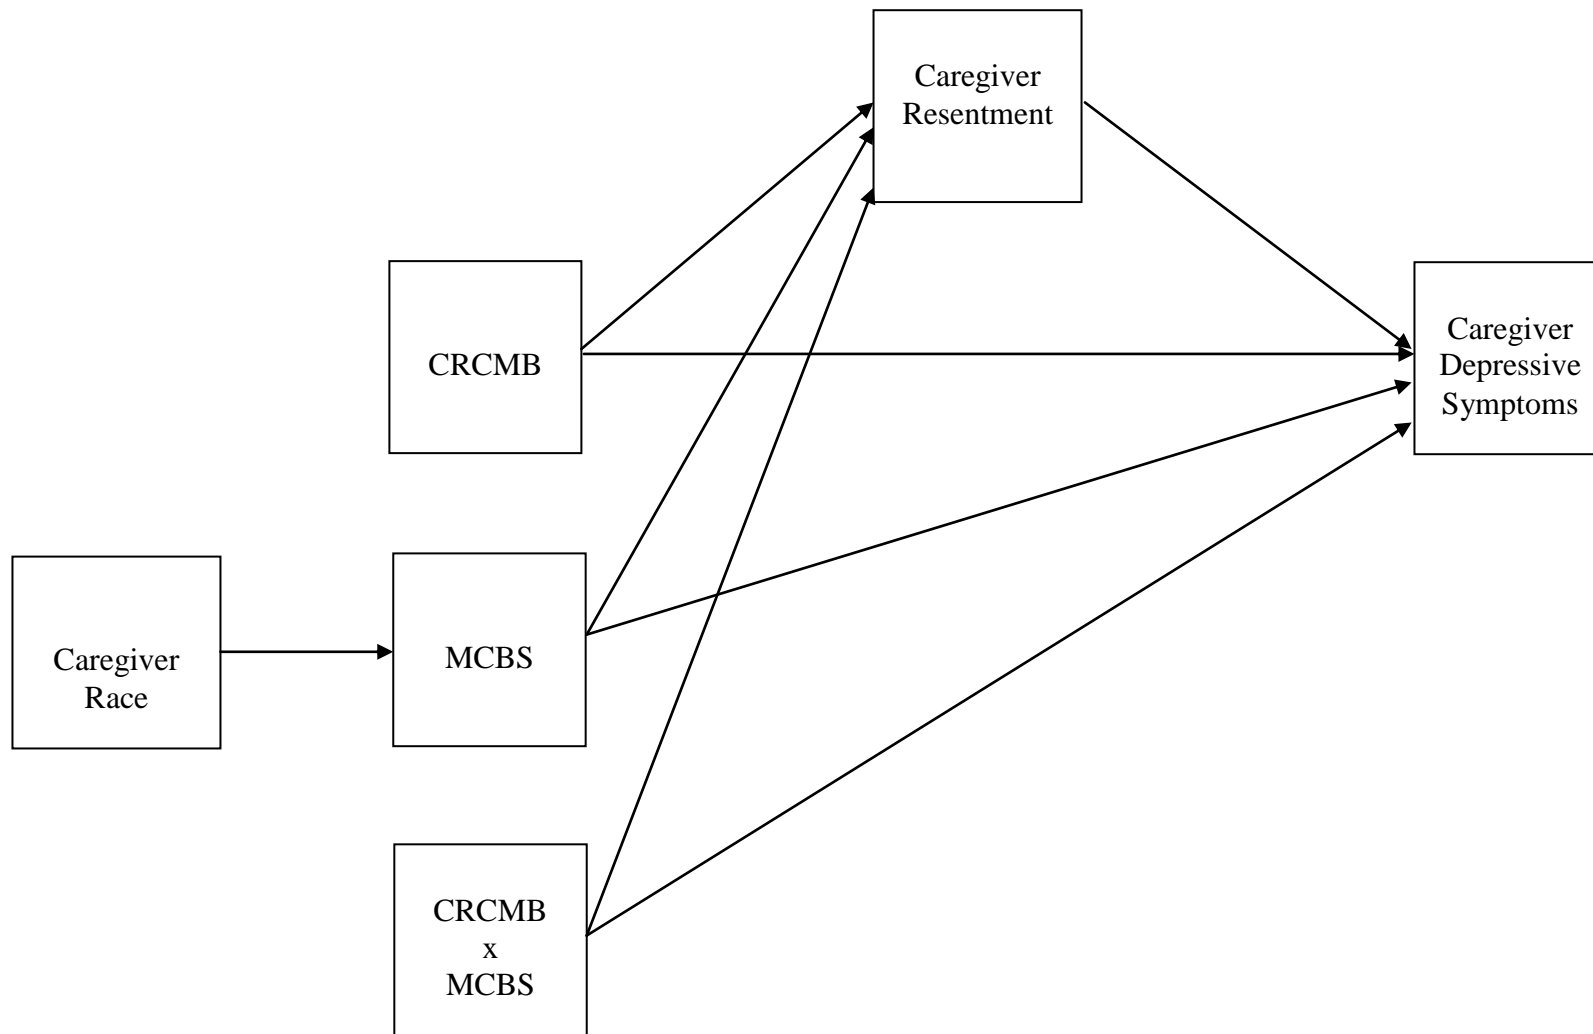 Caregiver
Resentment
CRCMB
Caregiver
Depressive
Symptoms
Caregiver
Race
MCBS
CRCMB
x
MCBS